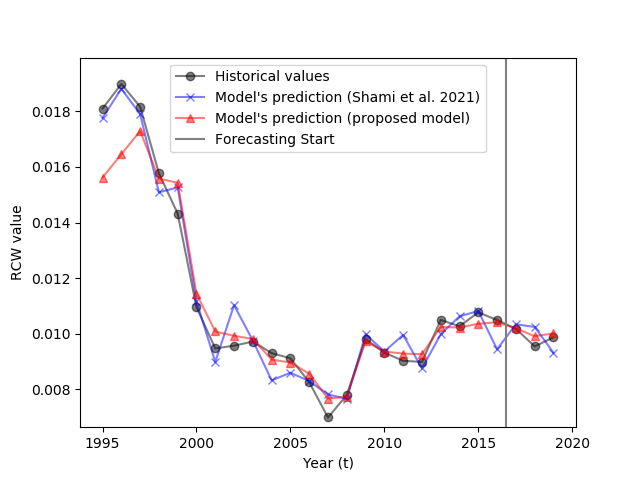 Historical values
Model's prediction (Shami et al. 2021)
Model's prediction (proposed model)
Forecasting Start
RCW value
0.018
0.016
0.014
0.012
0.010
0.008
1995
2000
2005
2010
2015
2020
Year (t)